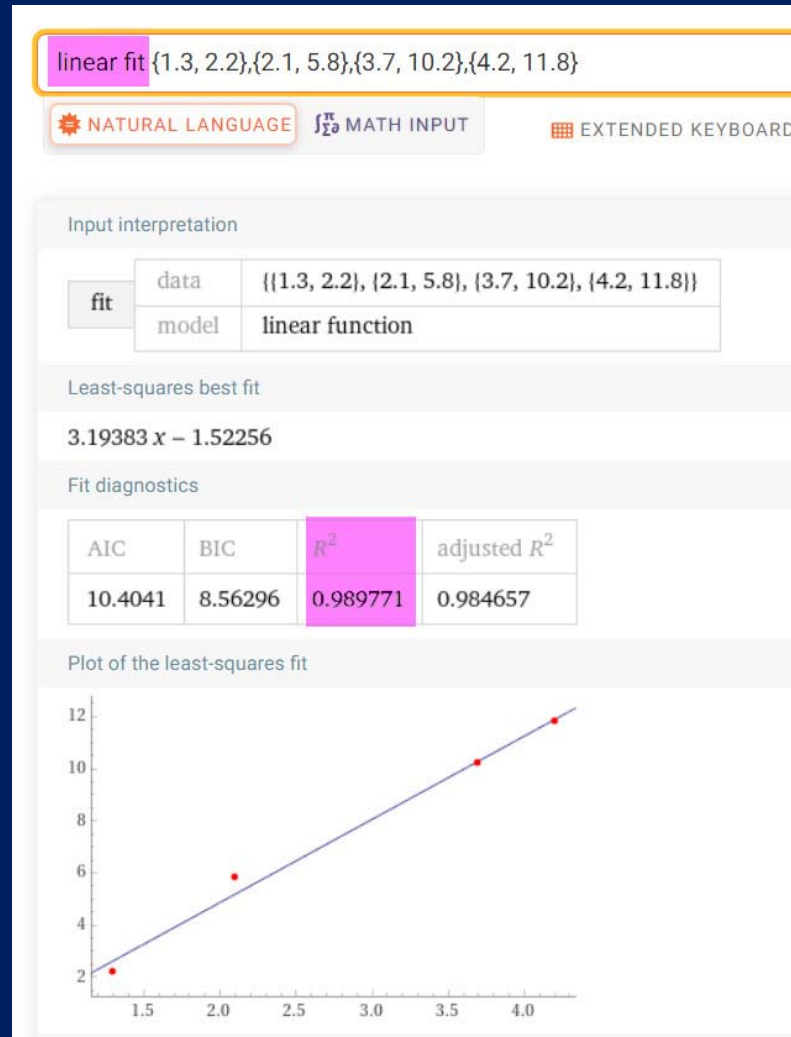 linear fit {1.3, 2.2},{2.1, 5.8},{3.7, 10.2},{4.2, 11.8}
NATURAL LANGUAGE ∫Σ∂π MATH INPUT EXTENDED KEYBOARD
Input interpretation
fit
data {{1.3, 2.2}, {2.1, 5.8}, {3.7, 10.2}, {4.2, 11.8}}
model linear function
Least-squares best fit
3.19383 x – 1.52256
Fit diagnostics
AIC BIC R² adjusted R²
10.4041 8.56296 0.989771 0.984657
Plot of the least-squares fit
12
10
8
6
4
2
1.5 2.0 2.5 3.0 3.5 4.0